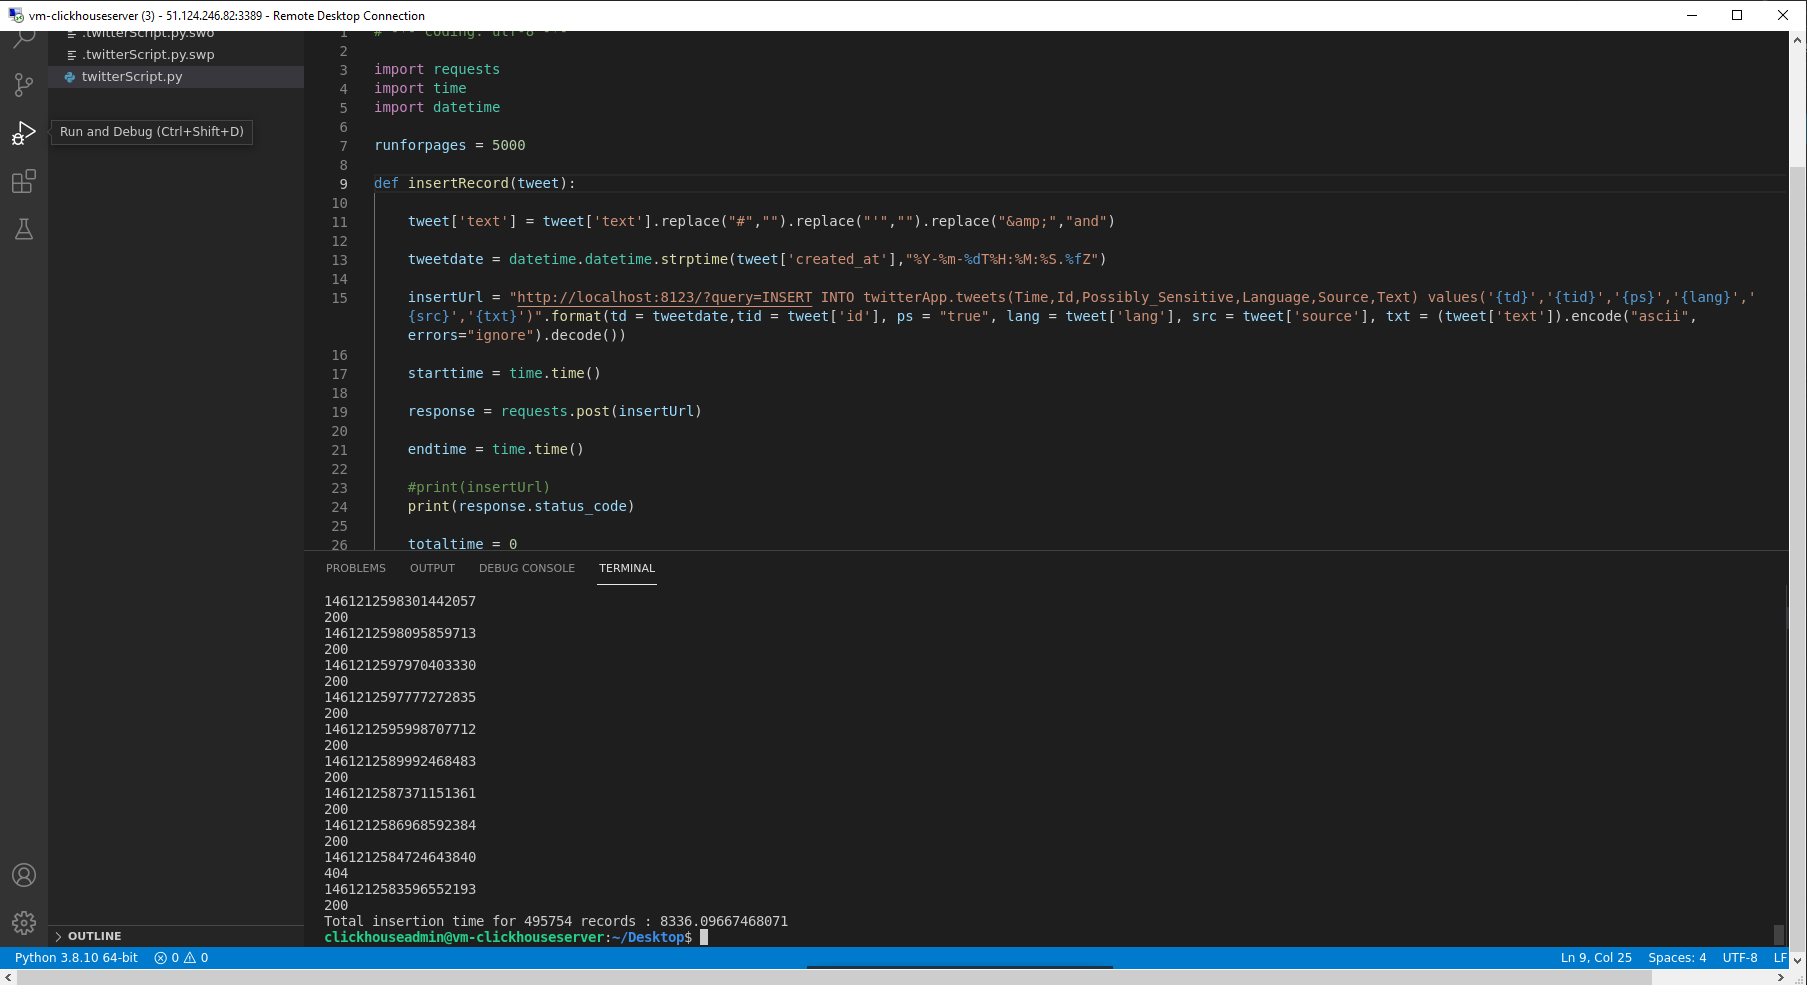 vm-clickhouseserver (3) - 51.124.246.82:3389 - Remote Desktop Connection
.twitterScript.py.swo
.twitterScript.py.swp
twitterScript.py
Run and Debug (Ctrl+Shift+D)
OUTLINE
1 # -*- coding: utf-8 -*-
2
3 import requests
4 import time
5 import datetime
6
7 runforpages = 5000
8
9 def insertRecord(tweet):
10
11 tweet['text'] = tweet['text'].replace("#","").replace("'","").replace("&amp;","and")
12
13 tweetdate = datetime.datetime.strptime(tweet['created_at'],"%Y-%m-%dT%H:%M:%S.%fZ")
14
15 insertUrl = "http://localhost:8123/?query=INSERT INTO twitterApp.tweets(Time,Id,Possibly_Sensitive,Language,Source,Text) values('{td}','{tid}','{ps}','{lang}','
{src}','{txt}')".format(td = tweetdate,tid = tweet['id'], ps = "true", lang = tweet['lang'], src = tweet['source'], txt = (tweet['text']).encode("ascii",
errors="ignore").decode())
16
17 starttime = time.time()
18
19 response = requests.post(insertUrl)
20
21 endtime = time.time()
22
23 #print(insertUrl)
24 print(response.status_code)
25
26 totaltime = 0
PROBLEMS OUTPUT DEBUG CONSOLE TERMINAL
1461212598301442057
200
1461212598095859713
200
1461212597970403330
200
1461212597777272835
200
1461212595998707712
200
1461212589992468483
200
1461212587371151361
200
1461212586968592384
200
1461212584724643840
404
1461212583596552193
200
Total insertion time for 495754 records : 8336.09667468071
clickhouseadmin@vm-clickhouseserver:~/Desktop$
Python 3.8.10 64-bit 0 0 Ln 9, Col 25 Spaces: 4 UTF-8 LF